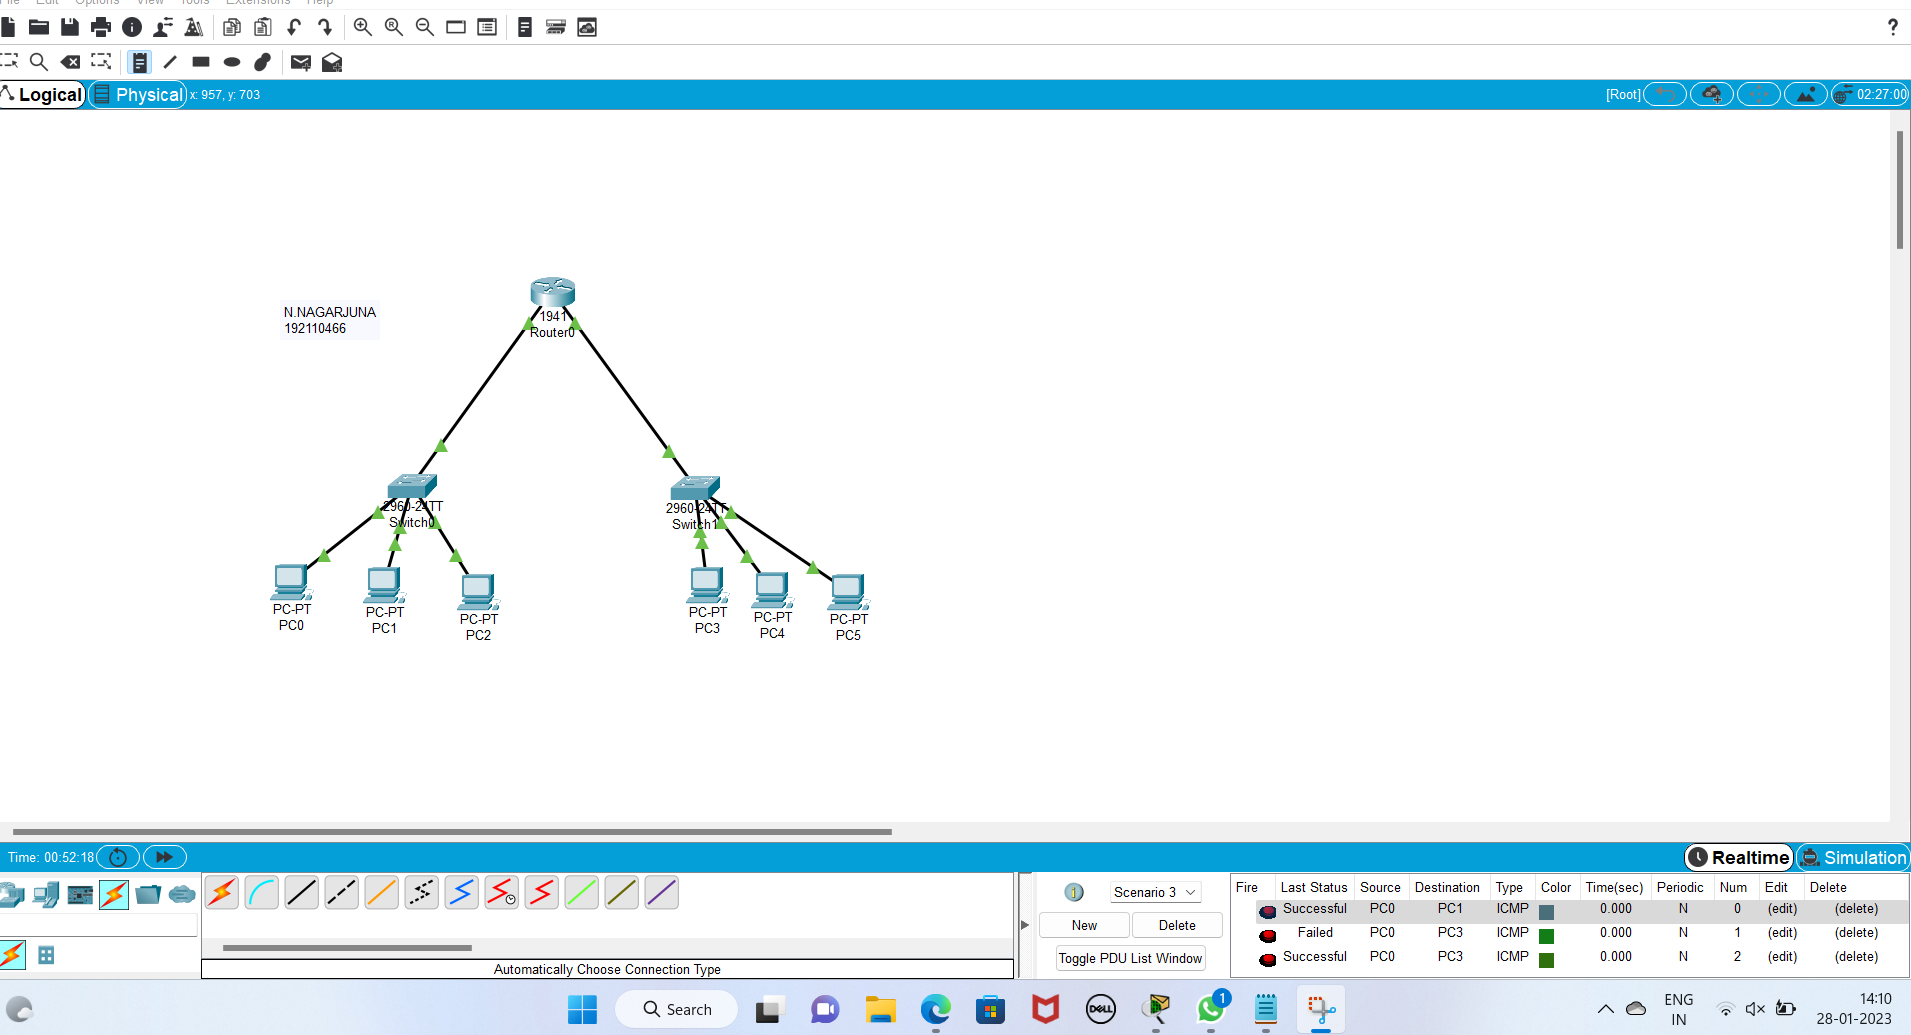 File Edit Options View Tools Extensions Help
?
Logical Physical x: 957, y: 703 [Root] 02:27:00
N.NAGARJUNA
192110466
1941
Router0
2960-24TT
Switch0
2960-24TT
Switch1
PC-PT
PC0
PC-PT
PC1
PC-PT
PC2
PC-PT
PC3
PC-PT
PC4
PC-PT
PC5
Time: 00:52:18 Realtime Simulation
Scenario 3
New Delete
Toggle PDU List Window
Fire Last Status Source Destination Type Color Time(sec) Periodic Num Edit Delete
Successful PC0 PC1 ICMP 0.000 N 0 (edit) (delete)
Failed PC0 PC3 ICMP 0.000 N 1 (edit) (delete)
Successful PC0 PC3 ICMP 0.000 N 2 (edit) (delete)
Automatically Choose Connection Type
Search DELL 1
ENG
IN
14:10
28-01-2023